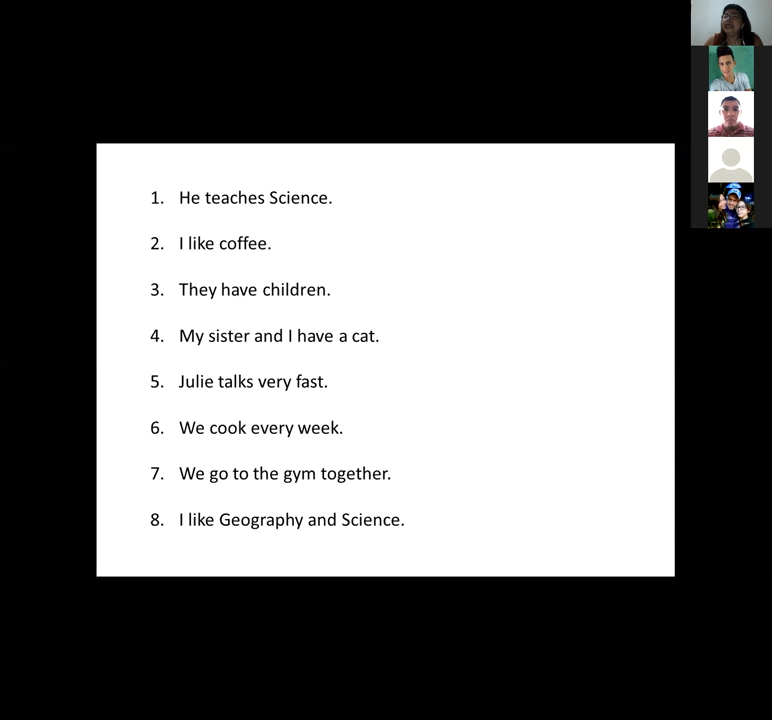 1. He teaches Science.
2. I like coffee.
3. They have children.
4. My sister and I have a cat.
5. Julie talks very fast.
6. We cook every week.
7. We go to the gym together.
8. I like Geography and Science.